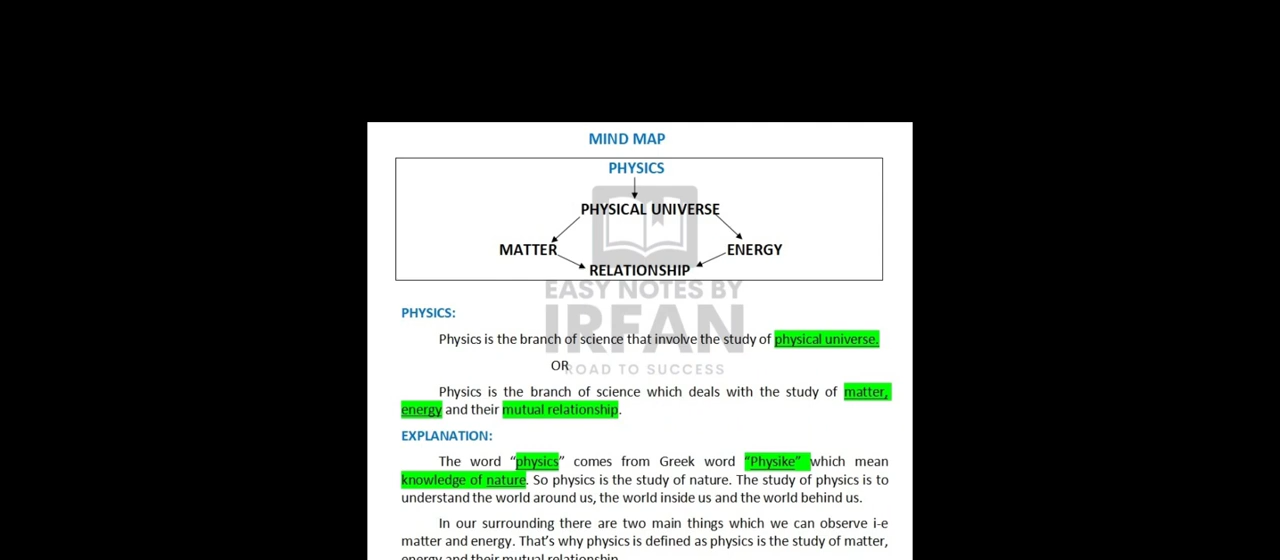 MIND MAP
PHYSICS
PHYSICAL UNIVERSE
MATTER ENERGY
RELATIONSHIP
EASY NOTES BY
IRFAN
ROAD TO SUCCESS
PHYSICS:
Physics is the branch of science that involve the study of physical universe.
OR
Physics is the branch of science which deals with the study of matter,
energy and their mutual relationship.
EXPLANATION:
The word “physics” comes from Greek word “Physike” which mean
knowledge of nature. So physics is the study of nature. The study of physics is to
understand the world around us, the world inside us and the world behind us.
In our surrounding there are two main things which we can observe i-e
matter and energy. That’s why physics is defined as physics is the study of matter,
energy and their mutual relationship.